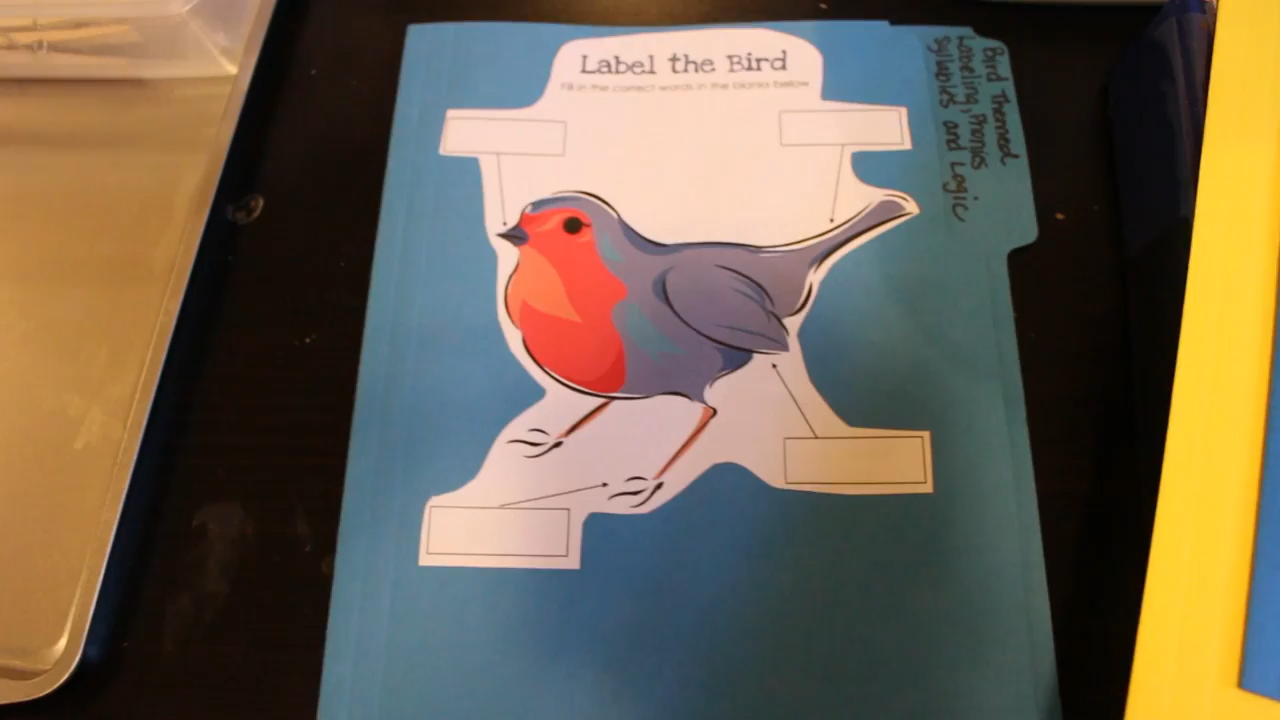 Label the Bird
Fill in the correct words in the blanks below
Bird Themed
Labeling, Phonics
Syllables and Logic